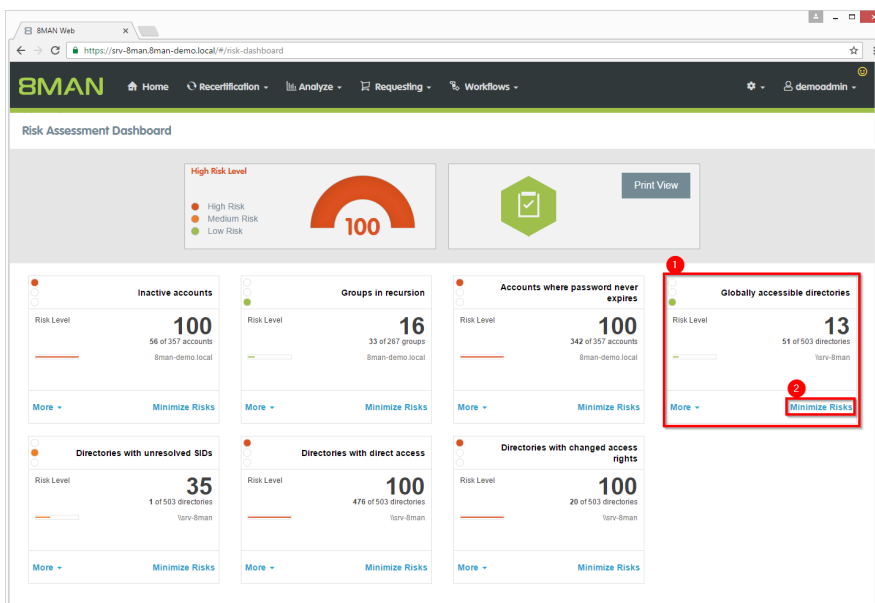 8MAN Web
https://srv-8man.8man-demo.local/#/risk-dashboard
8MAN Home Recertification Analyze Requesting Workflows demoadmin
Risk Assessment Dashboard
High Risk Level
High Risk
Medium Risk
Low Risk
100
Print View
1
Inactive accounts
Risk Level
100
56 of 357 accounts
8man-demo.local
More
Minimize Risks
Groups in recursion
Risk Level
16
33 of 267 groups
8man-demo.local
More
Minimize Risks
Accounts where password never
expires
Risk Level
100
342 of 357 accounts
8man-demo.local
More
Minimize Risks
Globally accessible directories
Risk Level
13
51 of 503 directories
\\srv-8man
2
More
Minimize Risks
Directories with unresolved SIDs
Risk Level
35
1 of 503 directories
\\srv-8man
More
Minimize Risks
Directories with direct access
Risk Level
100
476 of 503 directories
\\srv-8man
More
Minimize Risks
Directories with changed access
rights
Risk Level
100
20 of 503 directories
\\srv-8man
More
Minimize Risks